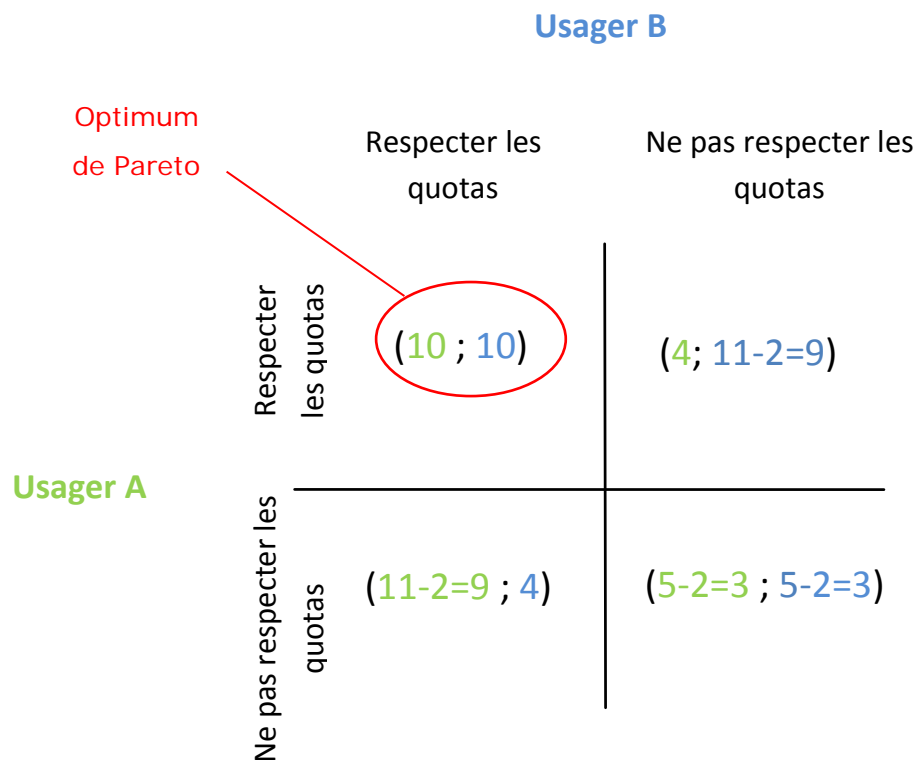 Usager B
Optimum
de Pareto
Respecter les
quotas
Ne pas respecter les
quotas
Respecter
les quotas
(10 ; 10)
(4; 11-2=9)
Usager A
Ne pas respecter les
quotas
(11-2=9 ; 4)
(5-2=3 ; 5-2=3)